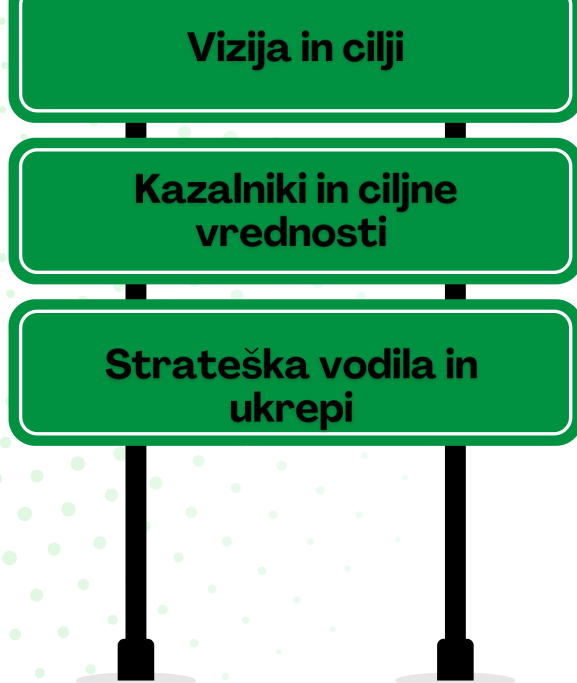 Vizija in cilji
Kazalniki in ciljne
vrednosti
Strateška vodila in
ukrepi